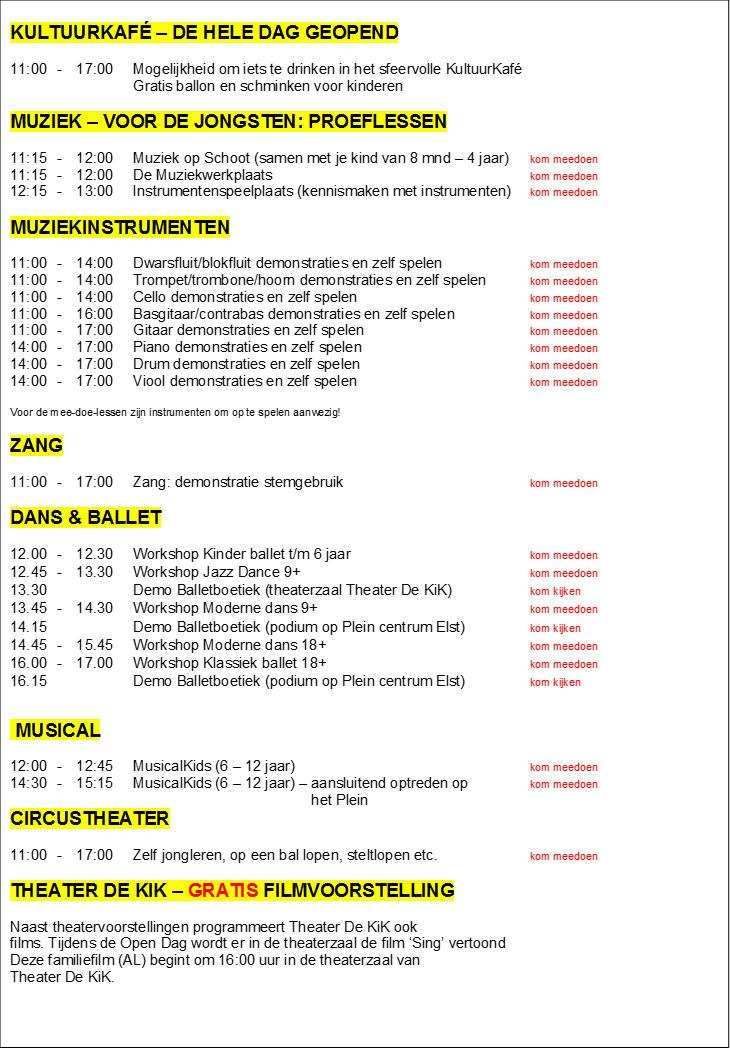 KULTUURKAFÉ – DE HELE DAG GEOPEND
11:00 - 17:00 Mogelijkheid om iets te drinken in het sfeervolle KultuurKafé
Gratis ballon en schminken voor kinderen
MUZIEK – VOOR DE JONGSTEN: PROEFLESSEN
11:15 - 12:00 Muziek op Schoot (samen met je kind van 8 mnd – 4 jaar) kom meedoen
11:15 - 12:00 De Muziekwerkplaats kom meedoen
12:15 - 13:00 Instrumentenspeelplaats (kennismaken met instrumenten) kom meedoen
MUZIEKINSTRUMENTEN
11:00 - 14:00 Dwarsfluit/blokfluit demonstraties en zelf spelen kom meedoen
11:00 - 14:00 Trompet/trombone/hoorn demonstraties en zelf spelen kom meedoen
11:00 - 14:00 Cello demonstraties en zelf spelen kom meedoen
11:00 - 16:00 Basgitaar/contrabas demonstraties en zelf spelen kom meedoen
11:00 - 17:00 Gitaar demonstraties en zelf spelen kom meedoen
14:00 - 17:00 Piano demonstraties en zelf spelen kom meedoen
14:00 - 17:00 Drum demonstraties en zelf spelen kom meedoen
14:00 - 17:00 Viool demonstraties en zelf spelen kom meedoen
Voor de mee-doe-lessen zijn instrumenten om op te spelen aanwezig!
ZANG
11:00 - 17:00 Zang: demonstratie stemgebruik kom meedoen
DANS & BALLET
12.00 - 12.30 Workshop Kinder ballet t/m 6 jaar kom meedoen
12.45 - 13.30 Workshop Jazz Dance 9+ kom meedoen
13.30 Demo Balletboetiek (theaterzaal Theater De KiK) kom kijken
13.45 - 14.30 Workshop Moderne dans 9+ kom meedoen
14.15 Demo Balletboetiek (podium op Plein centrum Elst) kom kijken
14.45 - 15.45 Workshop Moderne dans 18+ kom meedoen
16.00 - 17.00 Workshop Klassiek ballet 18+ kom meedoen
16.15 Demo Balletboetiek (podium op Plein centrum Elst) kom kijken
MUSICAL
12:00 - 12:45 MusicalKids (6 – 12 jaar) kom meedoen
14:30 - 15:15 MusicalKids (6 – 12 jaar) – aansluitend optreden op kom meedoen
het Plein
CIRCUSTHEATER
11:00 - 17:00 Zelf jongleren, op een bal lopen, steltlopen etc. kom meedoen
THEATER DE KIK – GRATIS FILMVOORSTELLING
Naast theatervoorstellingen programmeert Theater De KiK ook
films. Tijdens de Open Dag wordt er in de theaterzaal de film ‘Sing’ vertoond
Deze familiefilm (AL) begint om 16:00 uur in de theaterzaal van
Theater De KiK.